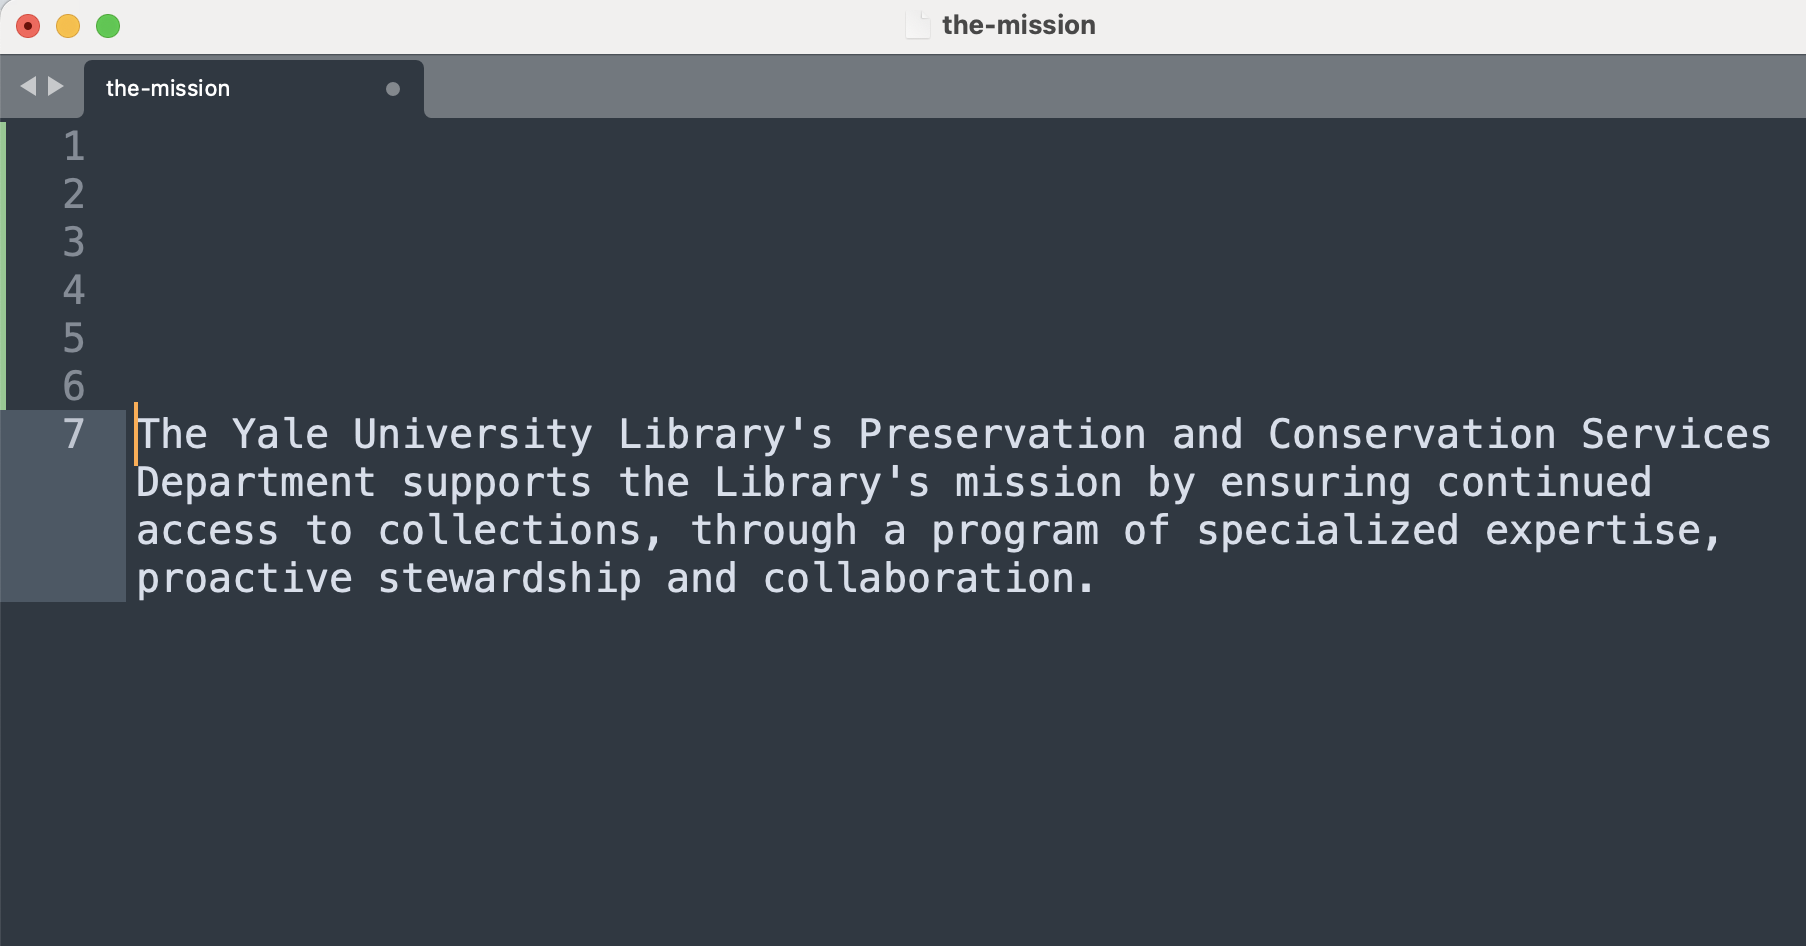 the-mission
the-mission
1
2
3
4
5
6
7 The Yale University Library's Preservation and Conservation Services
Department supports the Library's mission by ensuring continued
access to collections, through a program of specialized expertise,
proactive stewardship and collaboration.